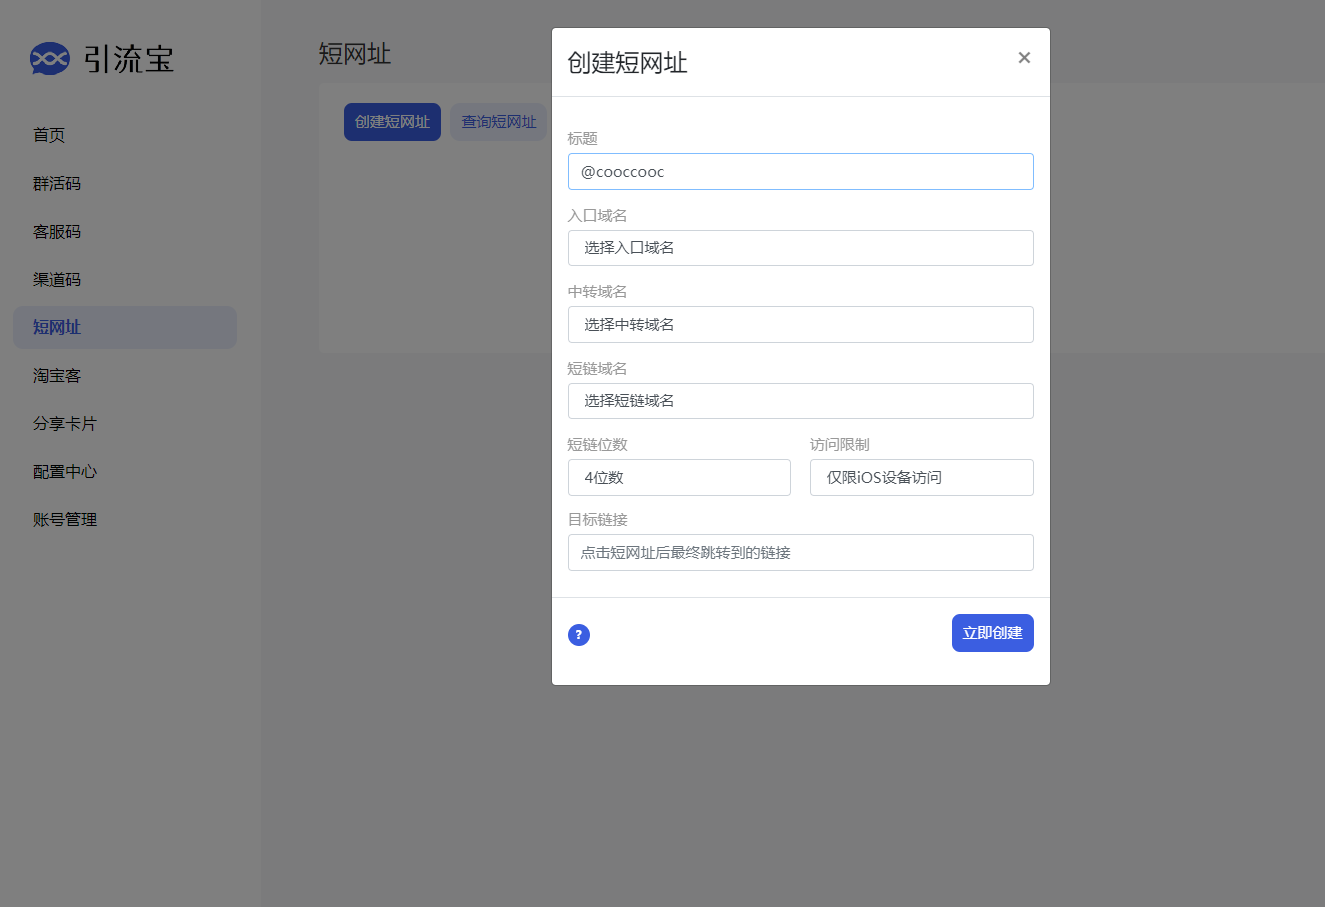 引流宝
首页
群活码
客服码
渠道码
短网址
淘宝客
分享卡片
配置中心
账号管理
短网址
创建短网址
查询短网址
创建短网址
×
标题
@cooccooc
入口域名
选择入口域名
中转域名
选择中转域名
短链域名
选择短链域名
短链位数
访问限制
4位数
仅限iOS设备访问
目标链接
点击短网址后最终跳转到的链接
?
立即创建